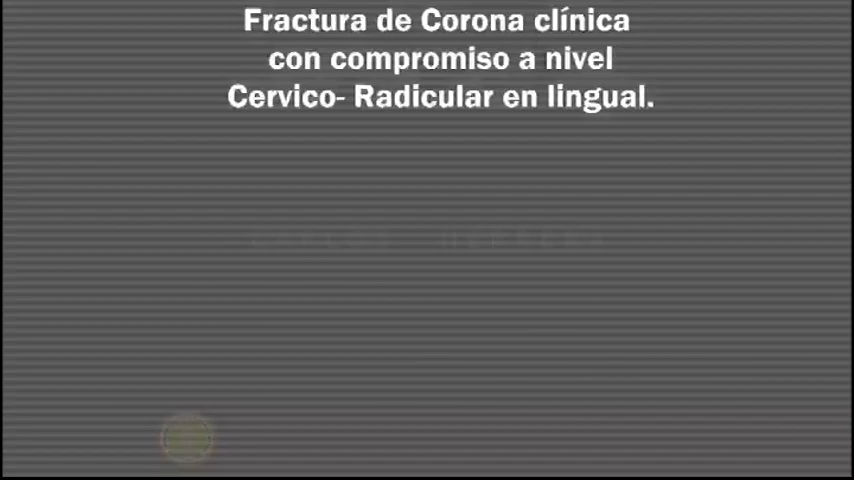 Fractura de Corona clínica
con compromiso a nivel
Cervico- Radicular en lingual.